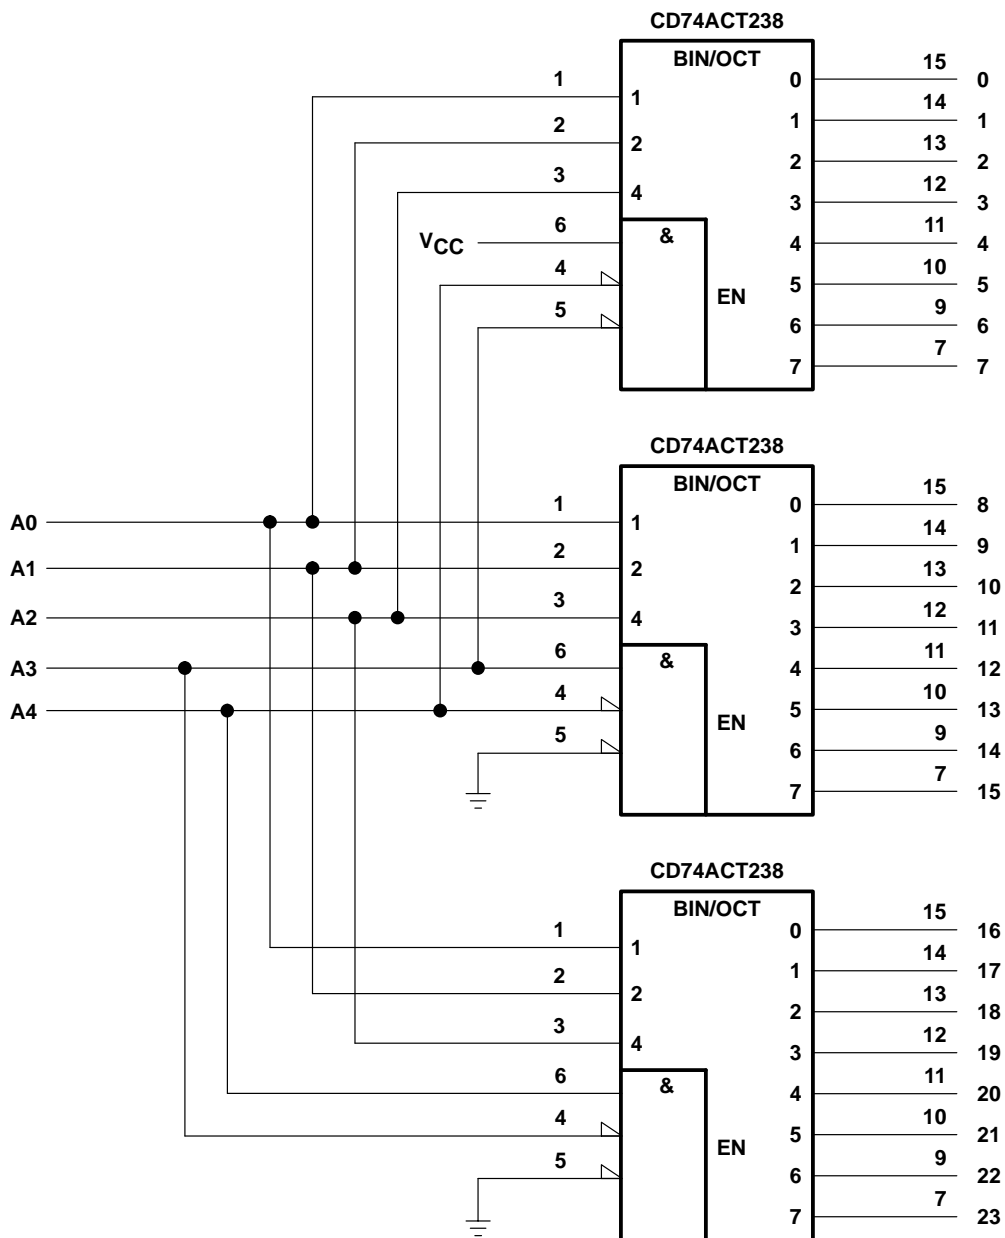 CD74ACT238
BIN/OCT
1 1
2 2
3 4
VCC 6 &
4
5
EN
0 15 0
1 14 1
2 13 2
3 12 3
4 11 4
5 10 5
6 9 6
7 7 7
A0
A1
A2
A3
A4
CD74ACT238
BIN/OCT
1 1
2 2
3 4
6 &
4
5
EN
0 15 8
1 14 9
2 13 10
3 12 11
4 11 12
5 10 13
6 9 14
7 7 15
CD74ACT238
BIN/OCT
1 1
2 2
3 4
6 &
4
5
EN
0 15 16
1 14 17
2 13 18
3 12 19
4 11 20
5 10 21
6 9 22
7 7 23